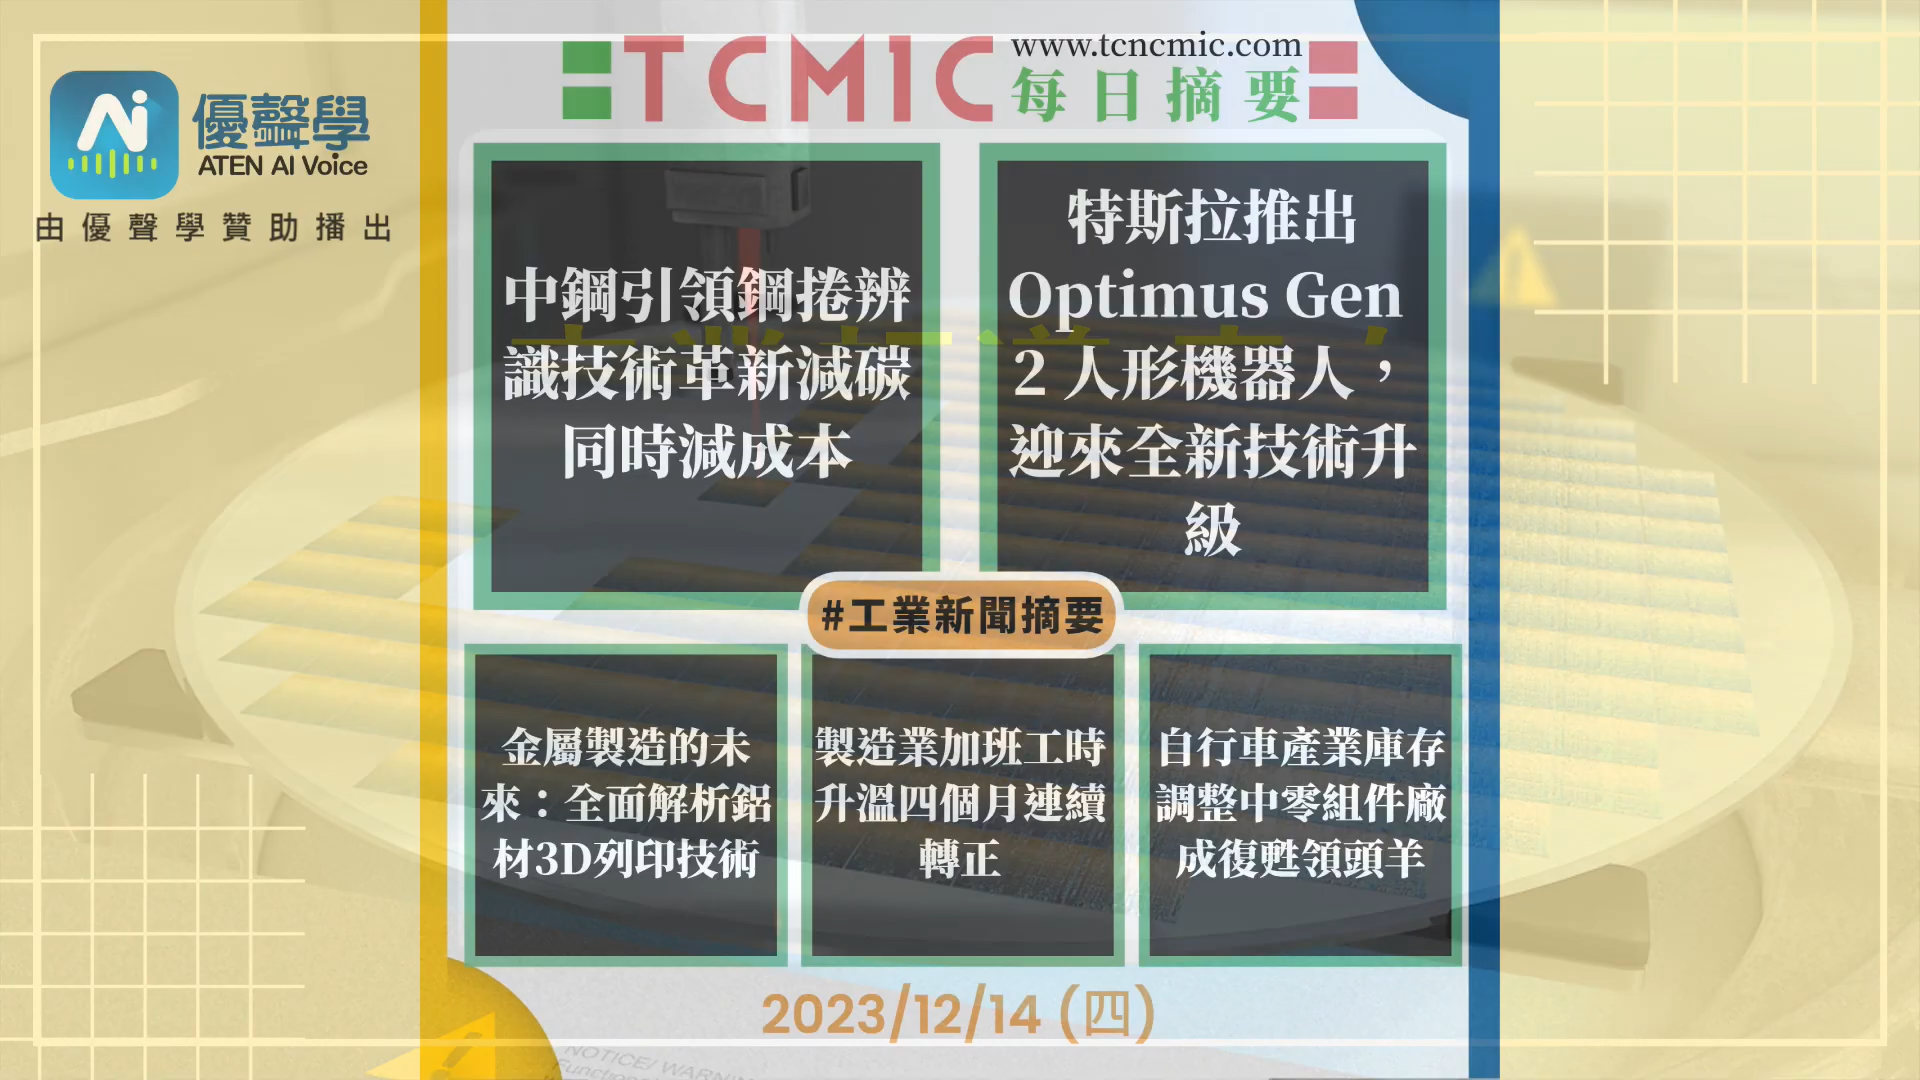 優聲學
ATEN AI Voice
由優聲學贊助播出
TCMIC
www.tcncmic.com
每日摘要
中鋼引領鋼捲辨
識技術革新減碳
同時減成本
特斯拉推出
Optimus Gen
2 人形機器人，
迎來全新技術升
級
#工業新聞摘要
金屬製造的未
來：全面解析鋁
材3D列印技術
製造業加班工時
升溫四個月連續
轉正
自行車產業庫存
調整中零組件廠
成復甦領頭羊
2023/12/14 (四)
NOTICE/ WARNIN